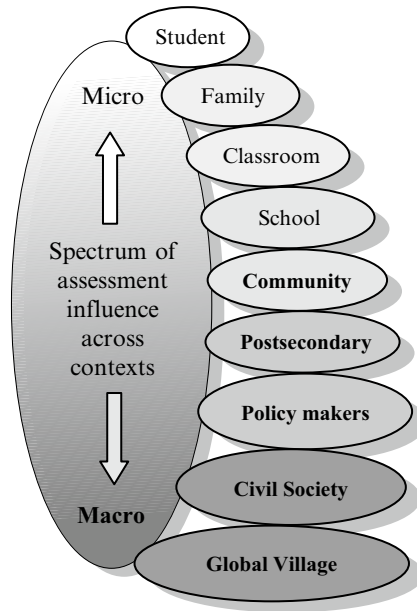 Student
Micro
Family
Classroom
School
Spectrum of
assessment
influence
across
contexts
Community
Postsecondary
Policy makers
Macro
Civil Society
Global Village